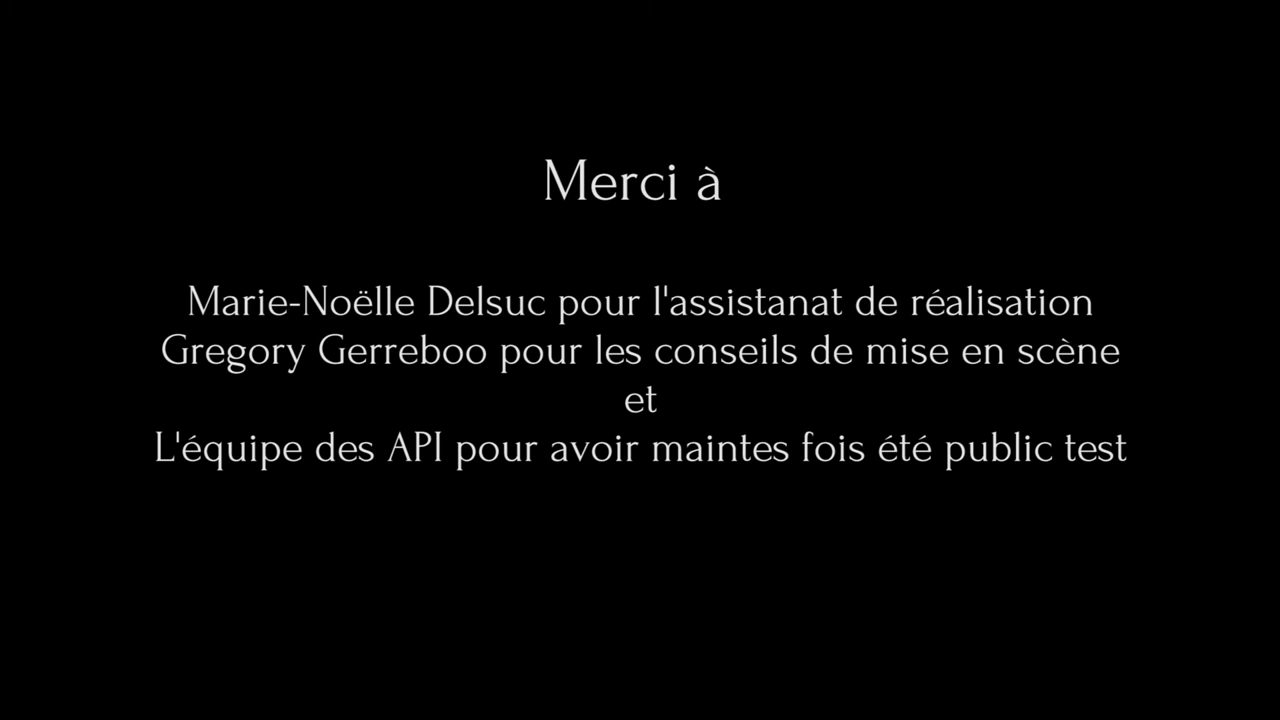 Merci à
Marie-Noëlle Delsuc pour l'assistanat de réalisation
Gregory Gerreboo pour les conseils de mise en scène
et
L'équipe des API pour avoir maintes fois été public test